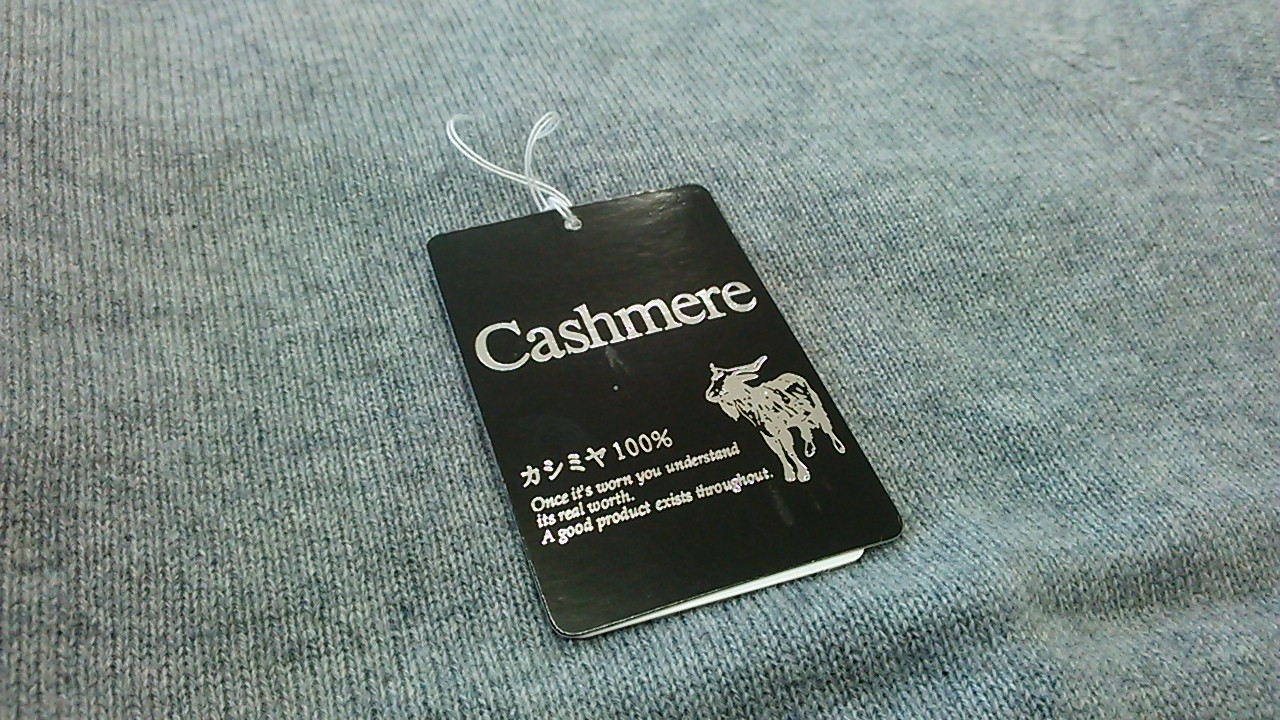 Cashmere
カシミヤ 100%
Once it's worn you understand
its real worth.
A good product exists throughout.